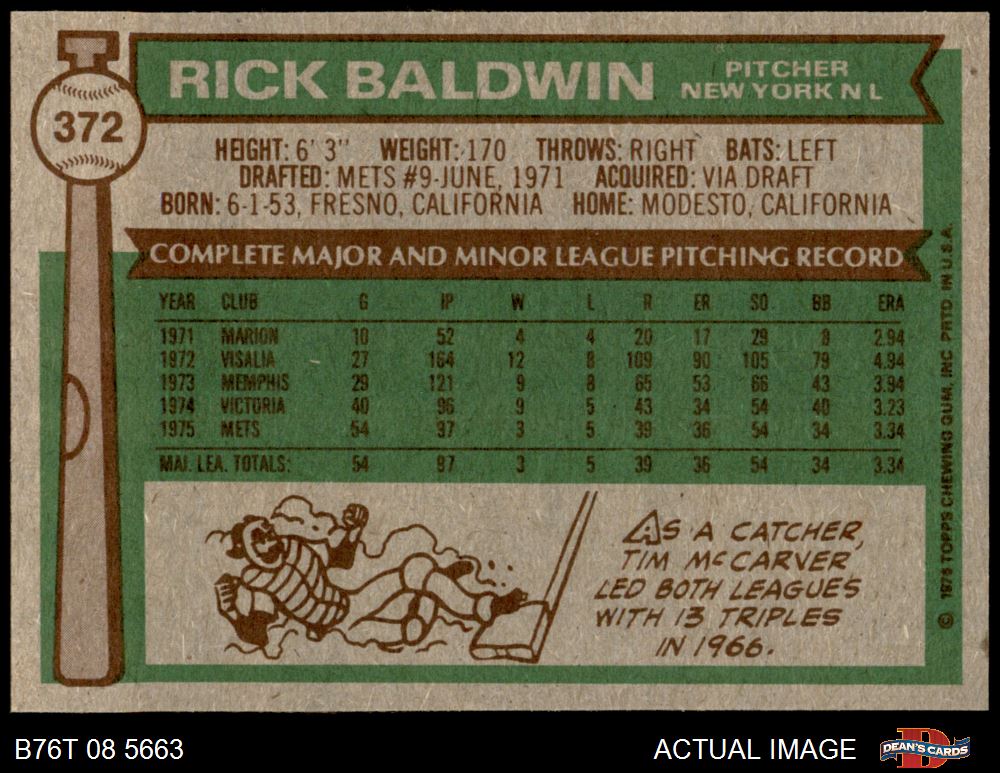 372
RICK BALDWIN
PITCHER
NEW YORK N L
HEIGHT: 6' 3" WEIGHT: 170 THROWS: RIGHT BATS: LEFT
DRAFTED: METS #9-JUNE, 1971 ACQUIRED: VIA DRAFT
BORN: 6-1-53, FRESNO, CALIFORNIA HOME: MODESTO, CALIFORNIA
COMPLETE MAJOR AND MINOR LEAGUE PITCHING RECORD
YEAR CLUB G IP W L R ER SO BB ERA
1971 MARION 10 52 4 4 20 17 29 8 2.94
1972 VISALIA 27 164 12 8 109 90 105 79 4.94
1973 MEMPHIS 29 121 9 8 65 53 66 43 3.94
1974 VICTORIA 40 96 9 5 43 34 54 40 3.23
1975 METS 54 97 3 5 39 36 54 34 3.34
MAJ. LEA. TOTALS: 54 97 3 5 39 36 54 34 3.34
AS A CATCHER,
TIM McCARVER
LED BOTH LEAGUES
WITH 13 TRIPLES
IN 1966.
© 1976 TOPPS CHEWING GUM, INC PRTD IN U.S.A.
B76T 08 5663
ACTUAL IMAGE
DEAN'S CARDS